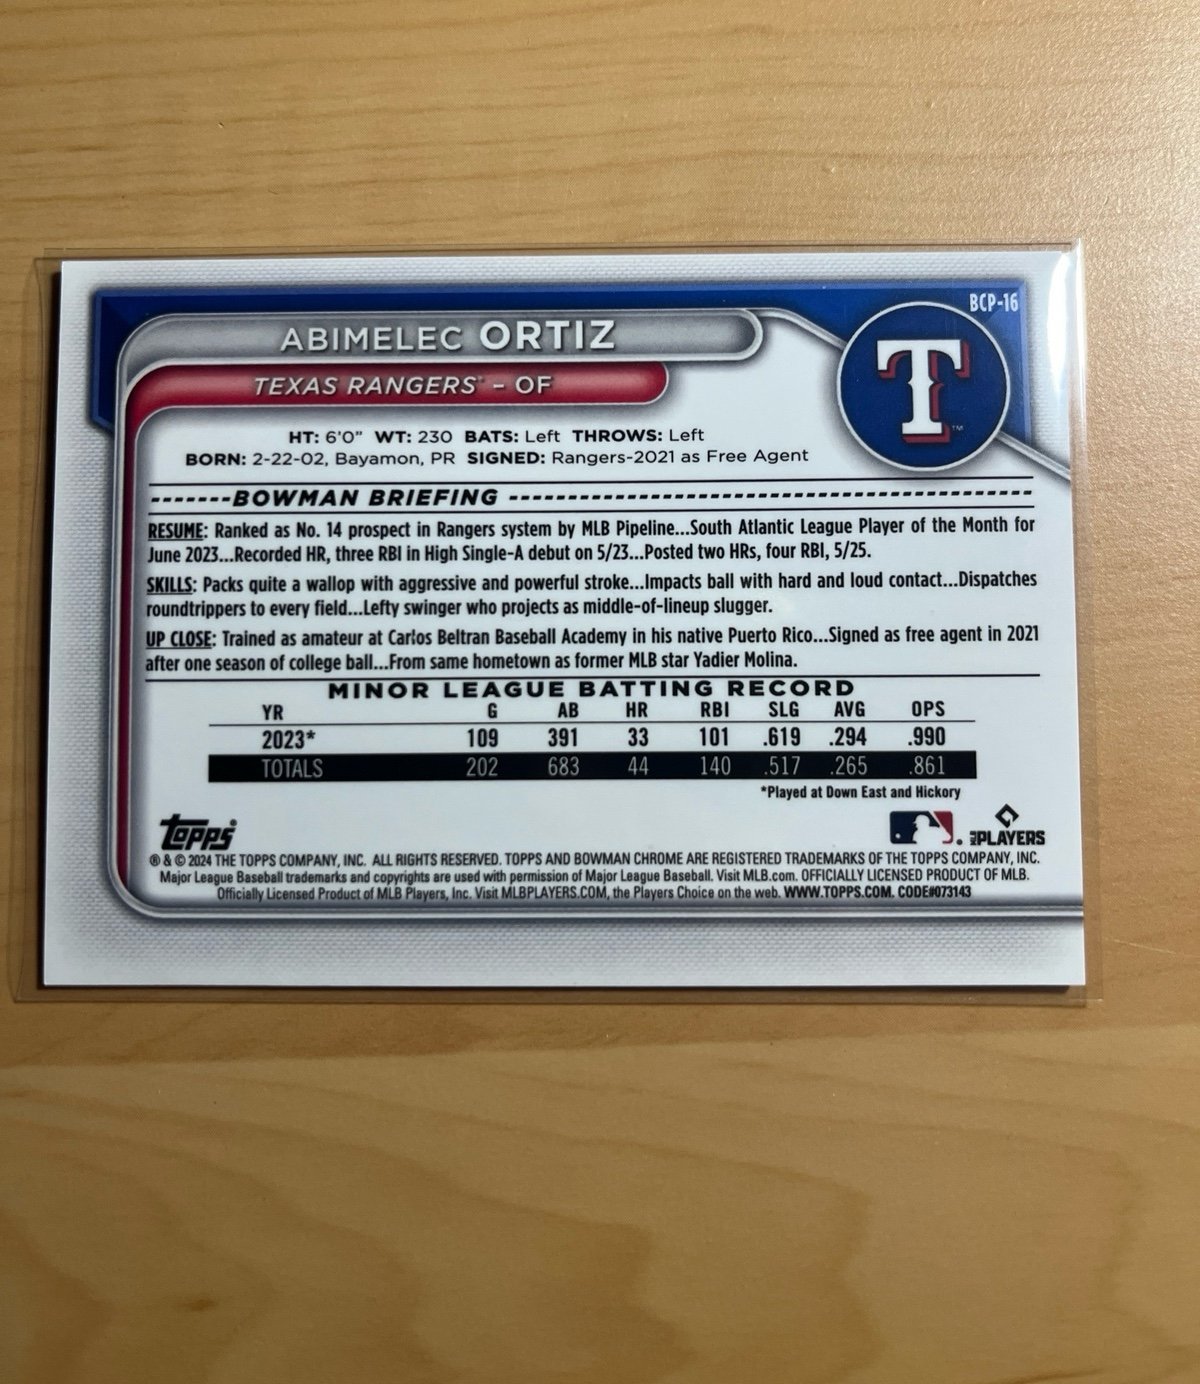 BCP-16
ABIMELEC ORTIZ
T™
TEXAS RANGERS® – OF
HT: 6'0" WT: 230 BATS: Left THROWS: Left
BORN: 2-22-02, Bayamon, PR SIGNED: Rangers-2021 as Free Agent
BOWMAN BRIEFING
RESUME: Ranked as No. 14 prospect in Rangers system by MLB Pipeline...South Atlantic League Player of the Month for
June 2023...Recorded HR, three RBI in High Single-A debut on 5/23...Posted two HRs, four RBI, 5/25.
SKILLS: Packs quite a wallop with aggressive and powerful stroke...Impacts ball with hard and loud contact...Dispatches
roundtrippers to every field...Lefty swinger who projects as middle-of-lineup slugger.
UP CLOSE: Trained as amateur at Carlos Beltran Baseball Academy in his native Puerto Rico...Signed as free agent in 2021
after one season of college ball...From same hometown as former MLB star Yadier Molina.
MINOR LEAGUE BATTING RECORD
YR G AB HR RBI SLG AVG OPS
2023* 109 391 33 101 .619 .294 .990
TOTALS 202 683 44 140 .517 .265 .861
*Played at Down East and Hickory
Topps® MLB PLAYERS
® & © 2024 THE TOPPS COMPANY, INC. ALL RIGHTS RESERVED. TOPPS AND BOWMAN CHROME ARE REGISTERED TRADEMARKS OF THE TOPPS COMPANY, INC.
Major League Baseball trademarks and copyrights are used with permission of Major League Baseball. Visit MLB.com. OFFICIALLY LICENSED PRODUCT OF MLB.
Officially Licensed Product of MLB Players, Inc. Visit MLBPLAYERS.COM, the Players Choice on the web. WWW.TOPPS.COM. CODE#073143